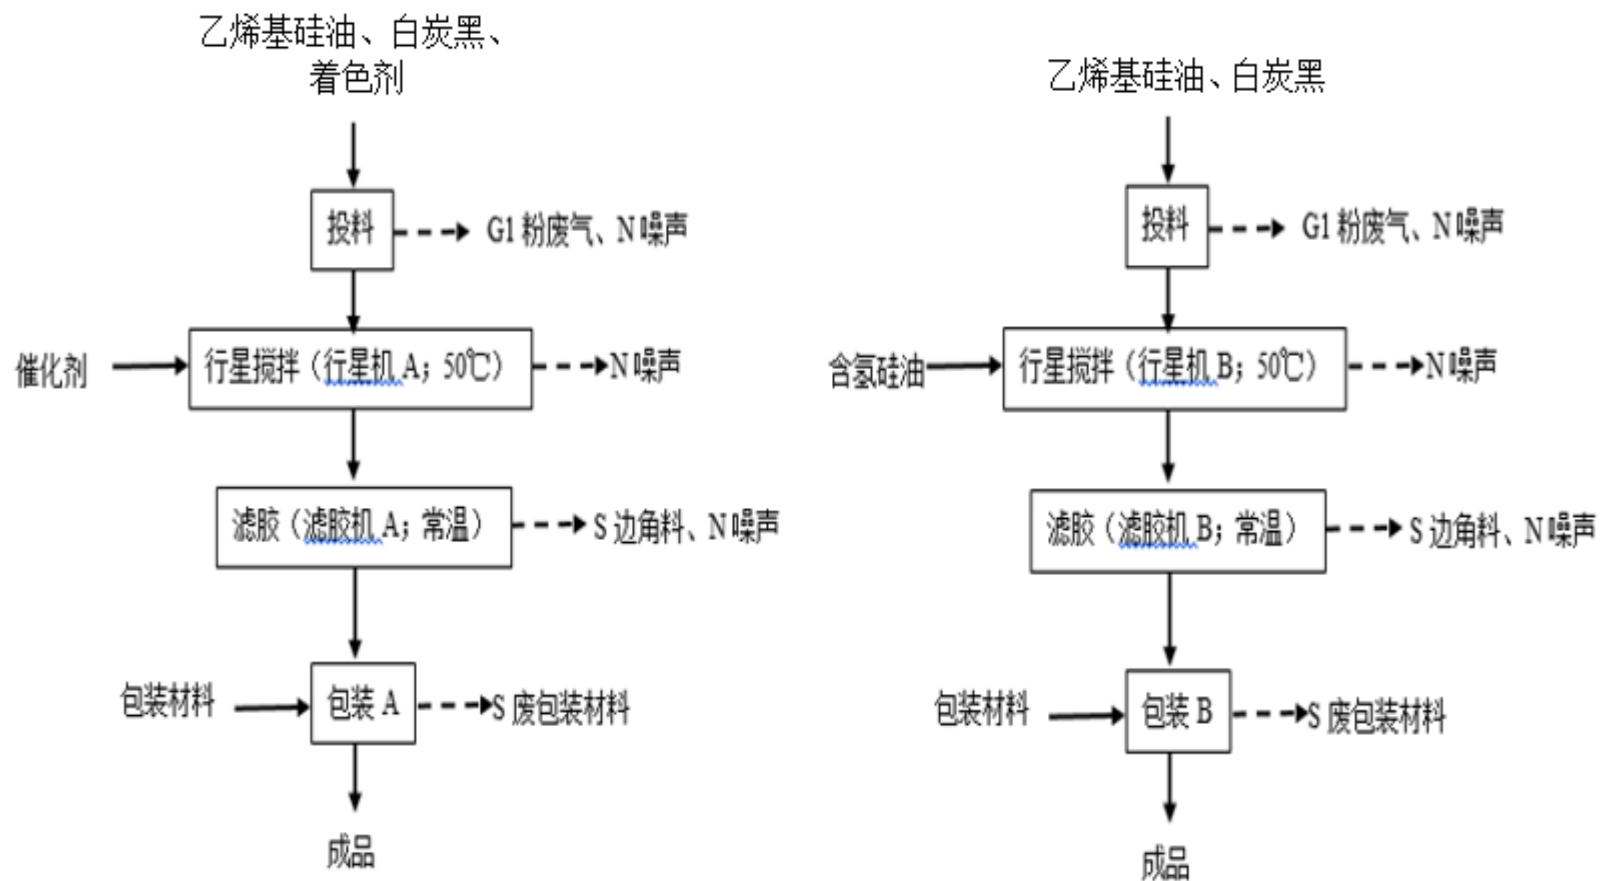 乙烯基硅油、白炭黑、
着色剂
投料
G1 粉废气、N 噪声
催化剂
行星搅拌（行星机 A；50℃）
N 噪声
滤胶（滤胶机 A；常温）
S 边角料、N 噪声
包装材料
包装 A
S 废包装材料
成品
乙烯基硅油、白炭黑
投料
G1 粉废气、N 噪声
含氢硅油
行星搅拌（行星机 B；50℃）
N 噪声
滤胶（滤胶机 B；常温）
S 边角料、N 噪声
包装材料
包装 B
S 废包装材料
成品